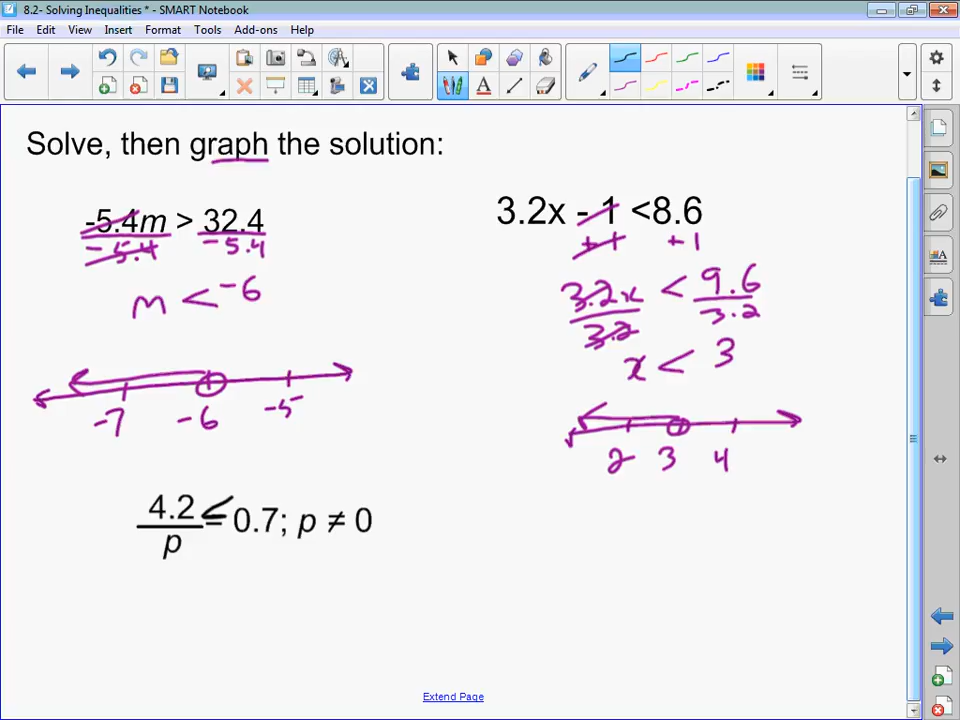 8.2- Solving Inequalities * - SMART Notebook
File Edit View Insert Format Tools Add-ons Help
Solve, then graph the solution:
-5.4m > 32.4
-5.4 -5.4
m < -6
-7 -6 -5
3.2x - 1 <8.6
+1 +1
3.2x < 9.6
3.2 3.2
x < 3
2 3 4
4.2 ≤ 0.7; p ≠ 0
p
Extend Page